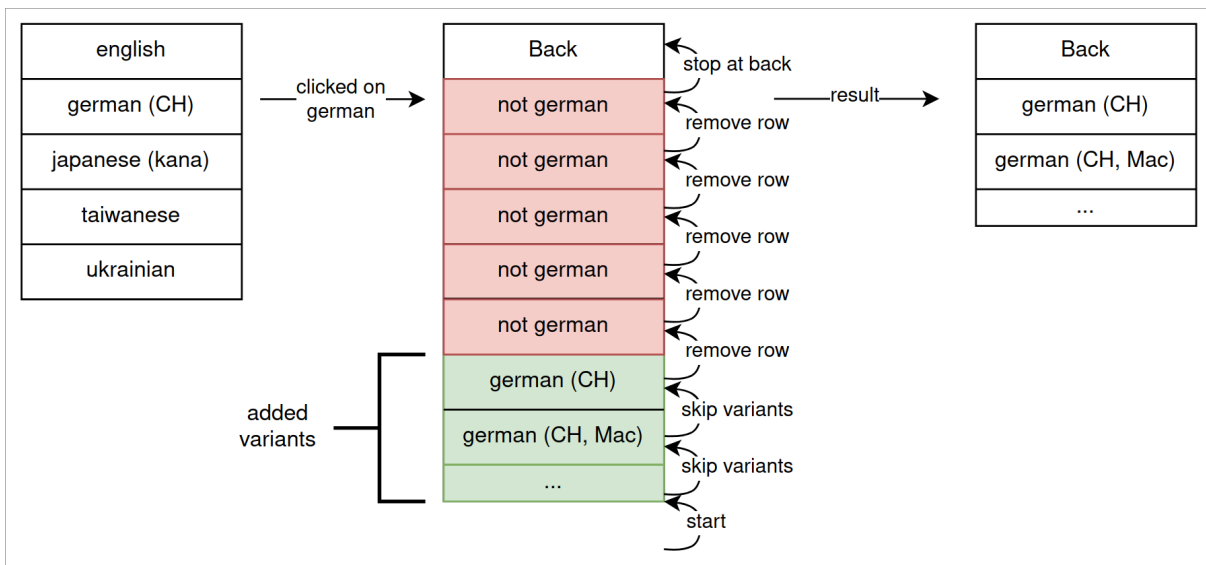 english
german (CH)
japanese (kana)
taiwanese
ukrainian
clicked on
german
Back
not german
not german
not german
not german
not german
german (CH)
german (CH, Mac)
...
added
variants
stop at back
remove row
remove row
remove row
remove row
remove row
skip variants
skip variants
start
result
Back
german (CH)
german (CH, Mac)
...